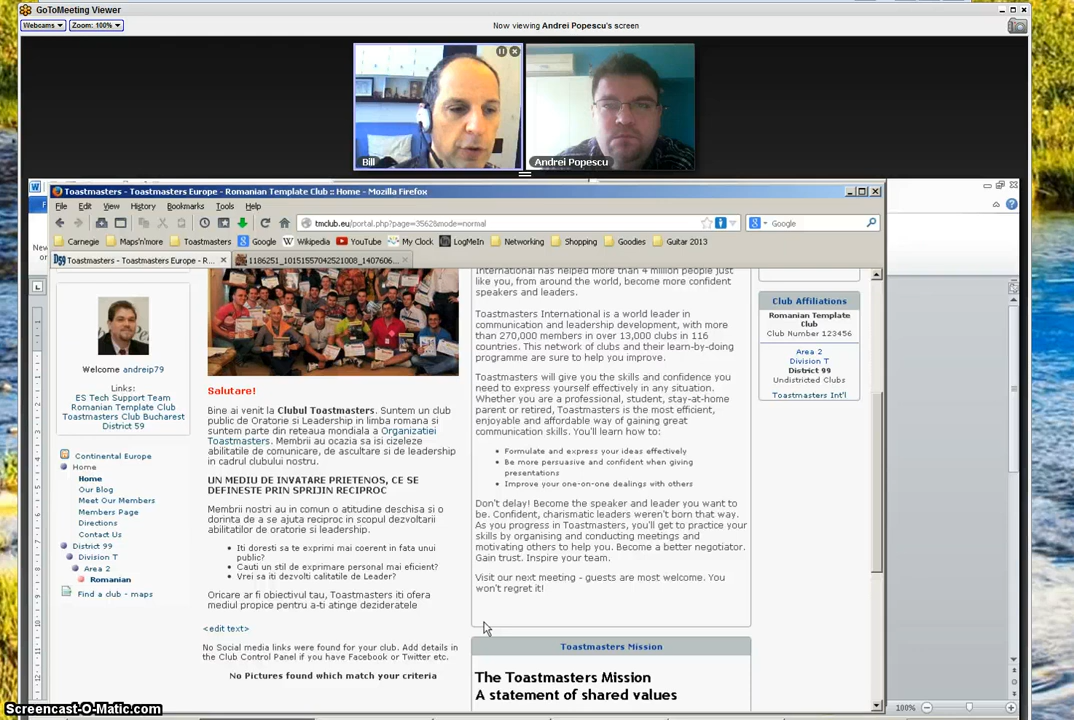 GoToMeeting Viewer
Webcams
Zoom: 100%
Now viewing Andrei Popescu's screen
Bill
Andrei Popescu
Toastmasters - Toastmasters Europe - Romanian Template Club :: Home - Mozilla Firefox
File Edit View History Bookmarks Tools Help
tmclub.eu/portal.php?page=3562&mode=normal
Google
Carnegie Maps'n'more Toastmasters Google Wikipedia YouTube My Clock LogMeIn Networking Shopping Goodies Guitar 2013
Toastmasters - Toastmasters Europe - R...
1186251_10151557042521008_1407606...
Welcome andreip79
Links:
ES Tech Support Team
Romanian Template Club
Toastmasters Club Bucharest
District 59
Continental Europe
Home
Home
Our Blog
Meet Our Members
Members Page
Directions
Contact Us
District 99
Division T
Area 2
Romanian
Find a club - maps
Salutare!
Bine ai venit la Clubul Toastmasters. Suntem un club
public de Oratorie si Leadership in limba romana si
suntem parte din reteaua mondiala a Organizatiei
Toastmasters. Membrii au ocazia sa isi cizeleze
abilitatile de comunicare, de ascultare si de leadership
in cadrul clubului nostru.
UN MEDIU DE INVATARE PRIETENOS, CE SE
DEFINESTE PRIN SPRIJIN RECIPROC
Membrii nostri au in comun o atitudine deschisa si o
dorinta de a se ajuta reciproc in scopul dezvoltarii
abilitatilor de oratorie si leadership.
Iti doresti sa te exprimi mai coerent in fata unui
public?
Cauti un stil de exprimare personal mai eficient?
Vrei sa iti dezvolti calitatile de Leader?
Oricare ar fi obiectivul tau, Toastmasters iti ofera
mediul propice pentru a-ti atinge dezideratele
<edit text>
No Social media links were found for your club. Add details in
the Club Control Panel if you have Facebook or Twitter etc.
No Pictures found which match your criteria
International has helped more than 4 million people just
like you, from around the world, become more confident
speakers and leaders.
Toastmasters International is a world leader in
communication and leadership development, with more
than 270,000 members in over 13,000 clubs in 116
countries. This network of clubs and their learn-by-doing
programme are sure to help you improve.
Toastmasters will give you the skills and confidence you
need to express yourself effectively in any situation.
Whether you are a professional, student, stay-at-home
parent or retired, Toastmasters is the most efficient,
enjoyable and affordable way of gaining great
communication skills. You'll learn how to:
Formulate and express your ideas effectively
Be more persuasive and confident when giving
presentations
Improve your one-on-one dealings with others
Don't delay! Become the speaker and leader you want to
be. Confident, charismatic leaders weren't born that way.
As you progress in Toastmasters, you'll get to practice your
skills by organising and conducting meetings and
motivating others to help you. Become a better negotiator.
Gain trust. Inspire your team.
Visit our next meeting - guests are most welcome. You
won't regret it!
Toastmasters Mission
The Toastmasters Mission
A statement of shared values
Club Affiliations
Romanian Template
Club
Club Number 123456
Area 2
Division T
District 99
Undistricted Clubs
Toastmasters Int'l
100%
Screencast-O-Matic.com